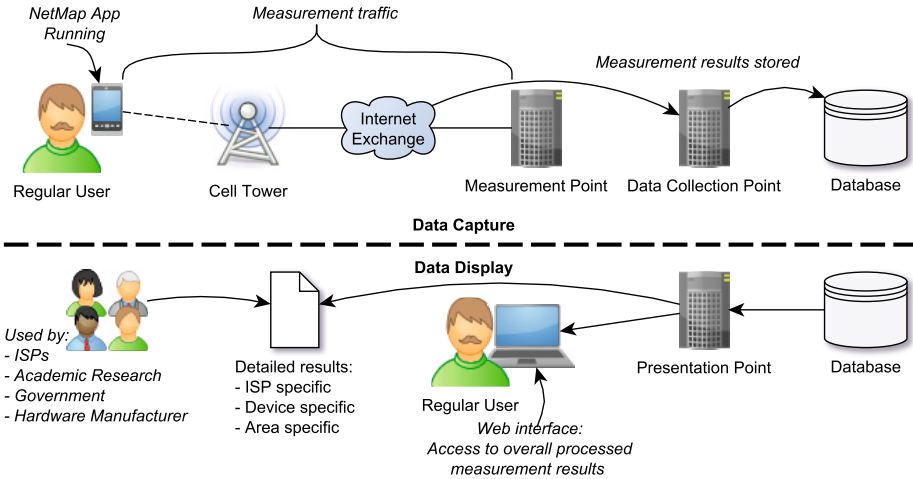 NetMap App
Running
Measurement traffic
Measurement results stored
Internet
Exchange
Regular User
Cell Tower
Measurement Point
Data Collection Point
Database
Data Capture
Data Display
Used by:
- ISPs
- Academic Research
- Government
- Hardware Manufacturer
Detailed results:
- ISP specific
- Device specific
- Area specific
Regular User
Web interface:
Access to overall processed
measurement results
Presentation Point
Database